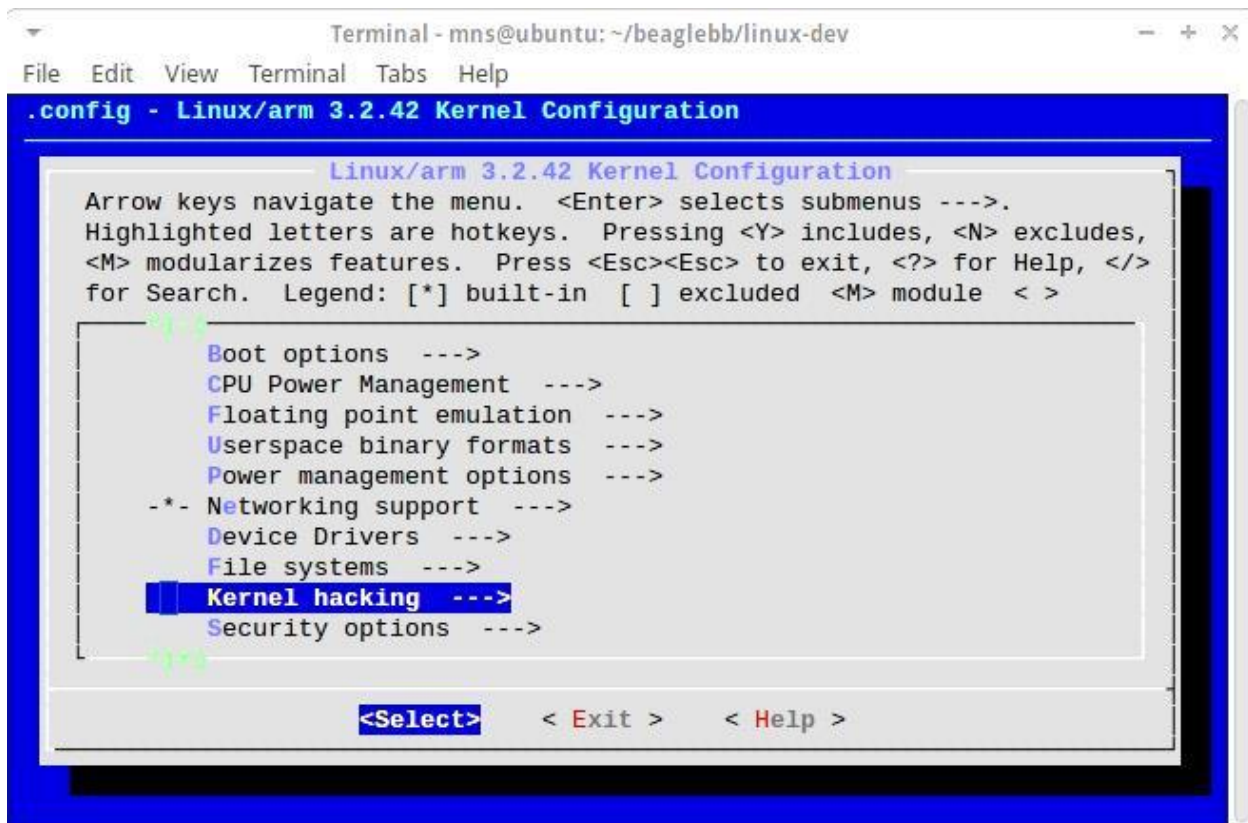 Terminal - mns@ubuntu: ~/beaglebb/linux-dev
File Edit View Terminal Tabs Help
.config - Linux/arm 3.2.42 Kernel Configuration
Linux/arm 3.2.42 Kernel Configuration
Arrow keys navigate the menu. <Enter> selects submenus --->.
Highlighted letters are hotkeys. Pressing <Y> includes, <N> excludes,
<M> modularizes features. Press <Esc><Esc> to exit, <?> for Help, </>
for Search. Legend: [*] built-in [ ] excluded <M> module < >
Boot options --->
CPU Power Management --->
Floating point emulation --->
Userspace binary formats --->
Power management options --->
-*- Networking support --->
Device Drivers --->
File systems --->
Kernel hacking --->
Security options --->
<Select> < Exit > < Help >